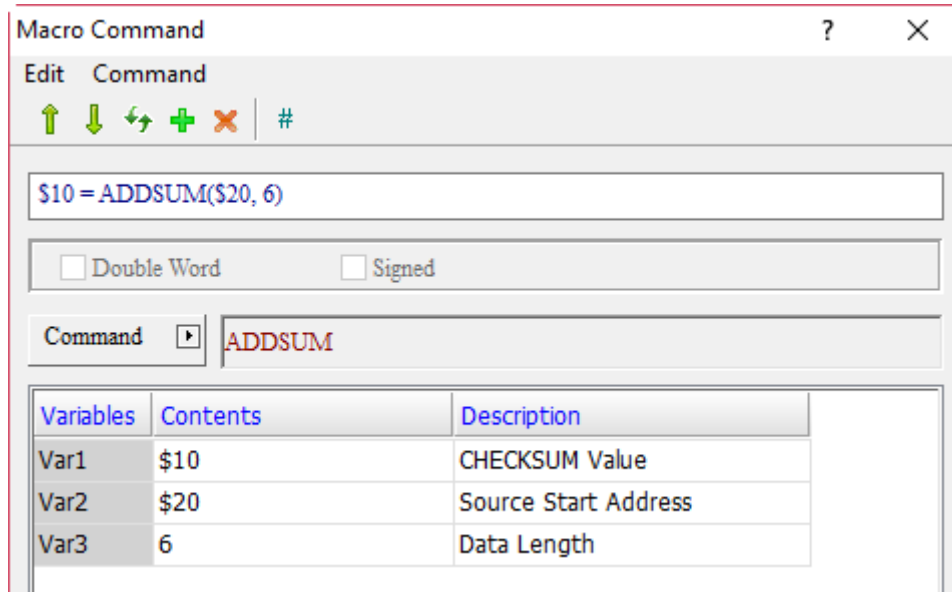 Macro Command ?
Edit Command
#
$10 = ADDSUM($20, 6)
Double Word Signed
Command ADDSUM
Variables Contents Description
Var1 $10 CHECKSUM Value
Var2 $20 Source Start Address
Var3 6 Data Length